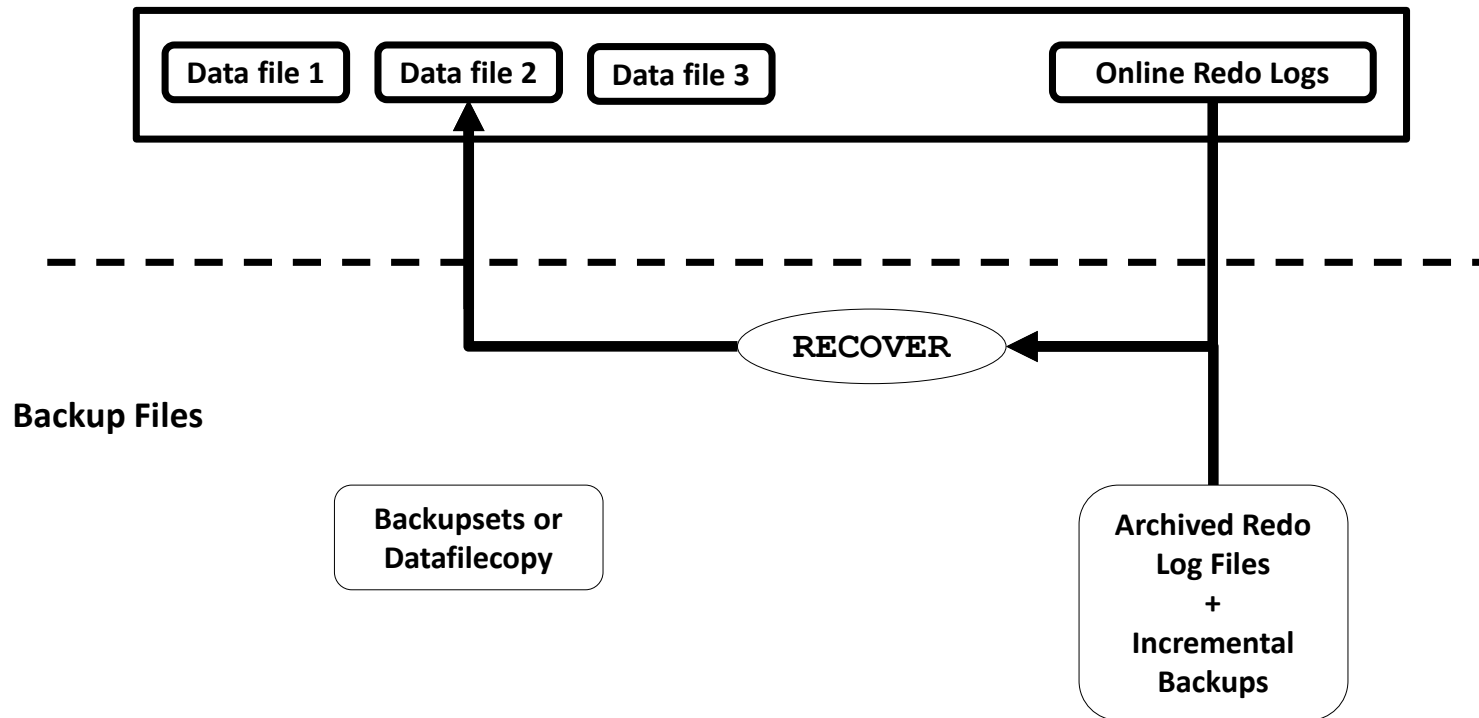 Data file 1
Data file 2
Data file 3
Online Redo Logs
RECOVER
Backup Files
Backupsets or
Datafilecopy
Archived Redo
Log Files
+
Incremental
Backups